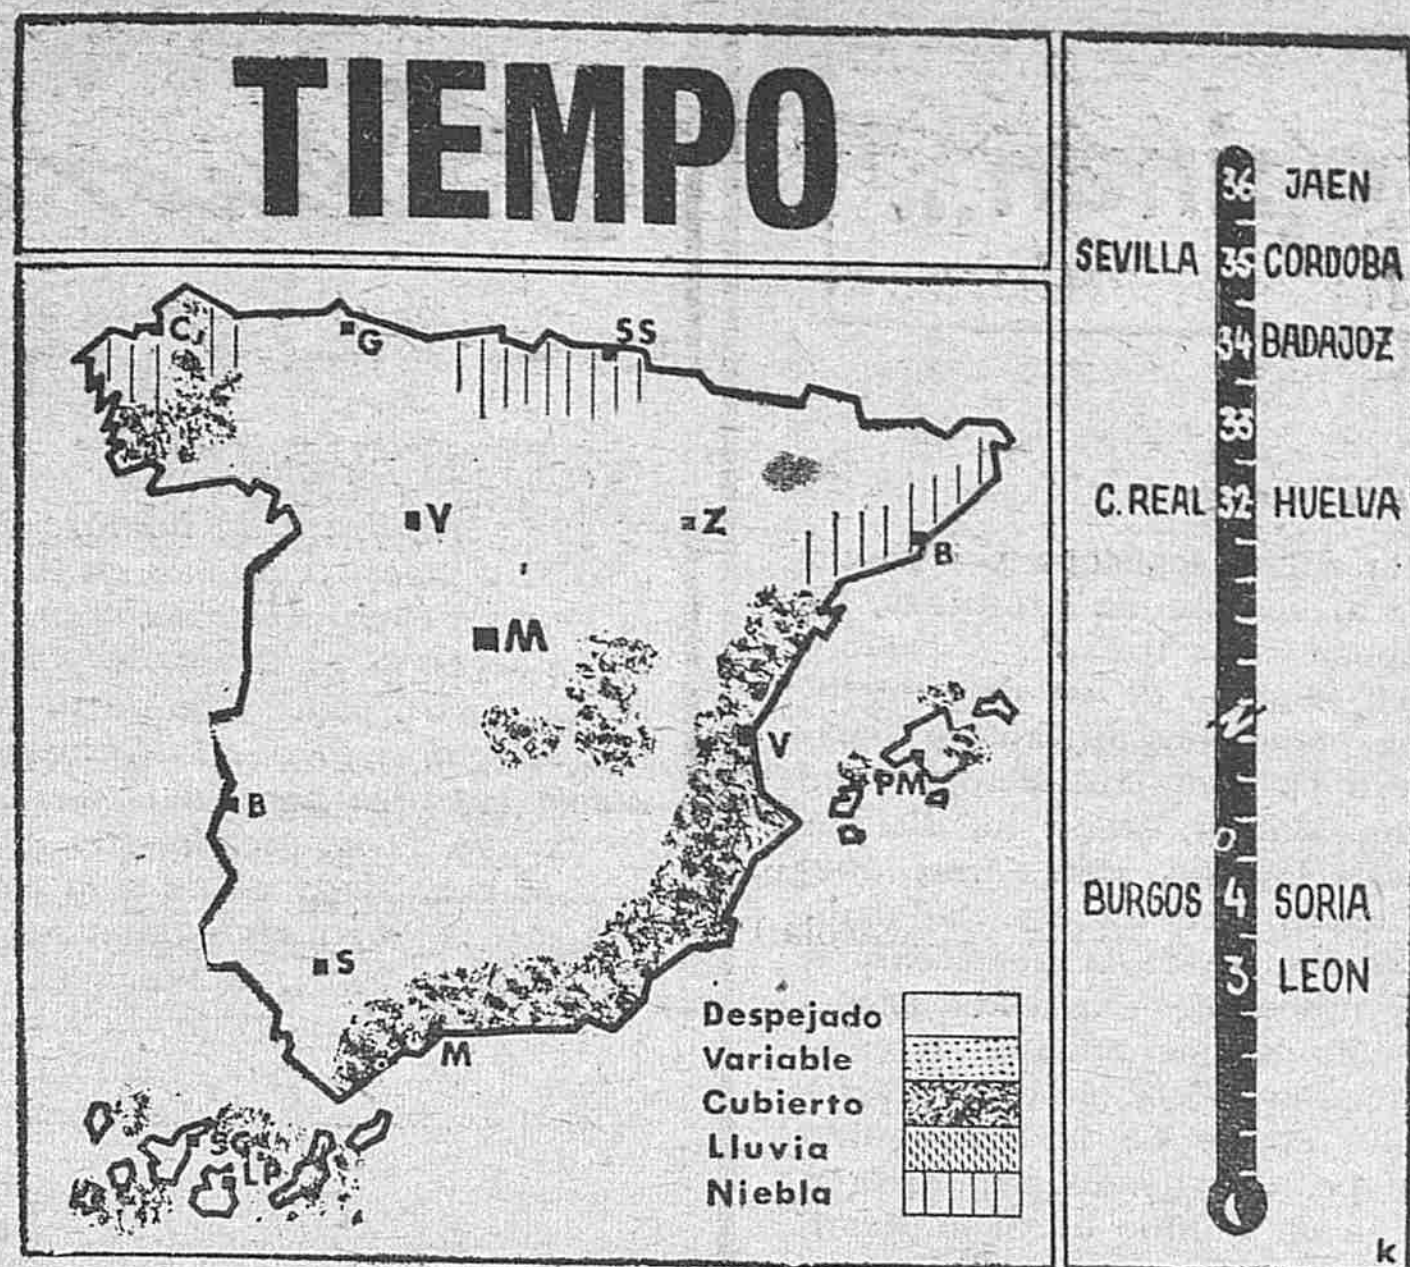 TIEMPO
C
G
SS
V
Z
B
M
V
PM
B
S
M
SG
LP
Despejado
Variable
Cubierto
Lluvia
Niebla
36 JAEN
SEVILLA 35 CORDOBA
34 BADAJOZ
33
C. REAL 32 HUELVA
0
BURGOS 4 SORIA
3 LEON
k